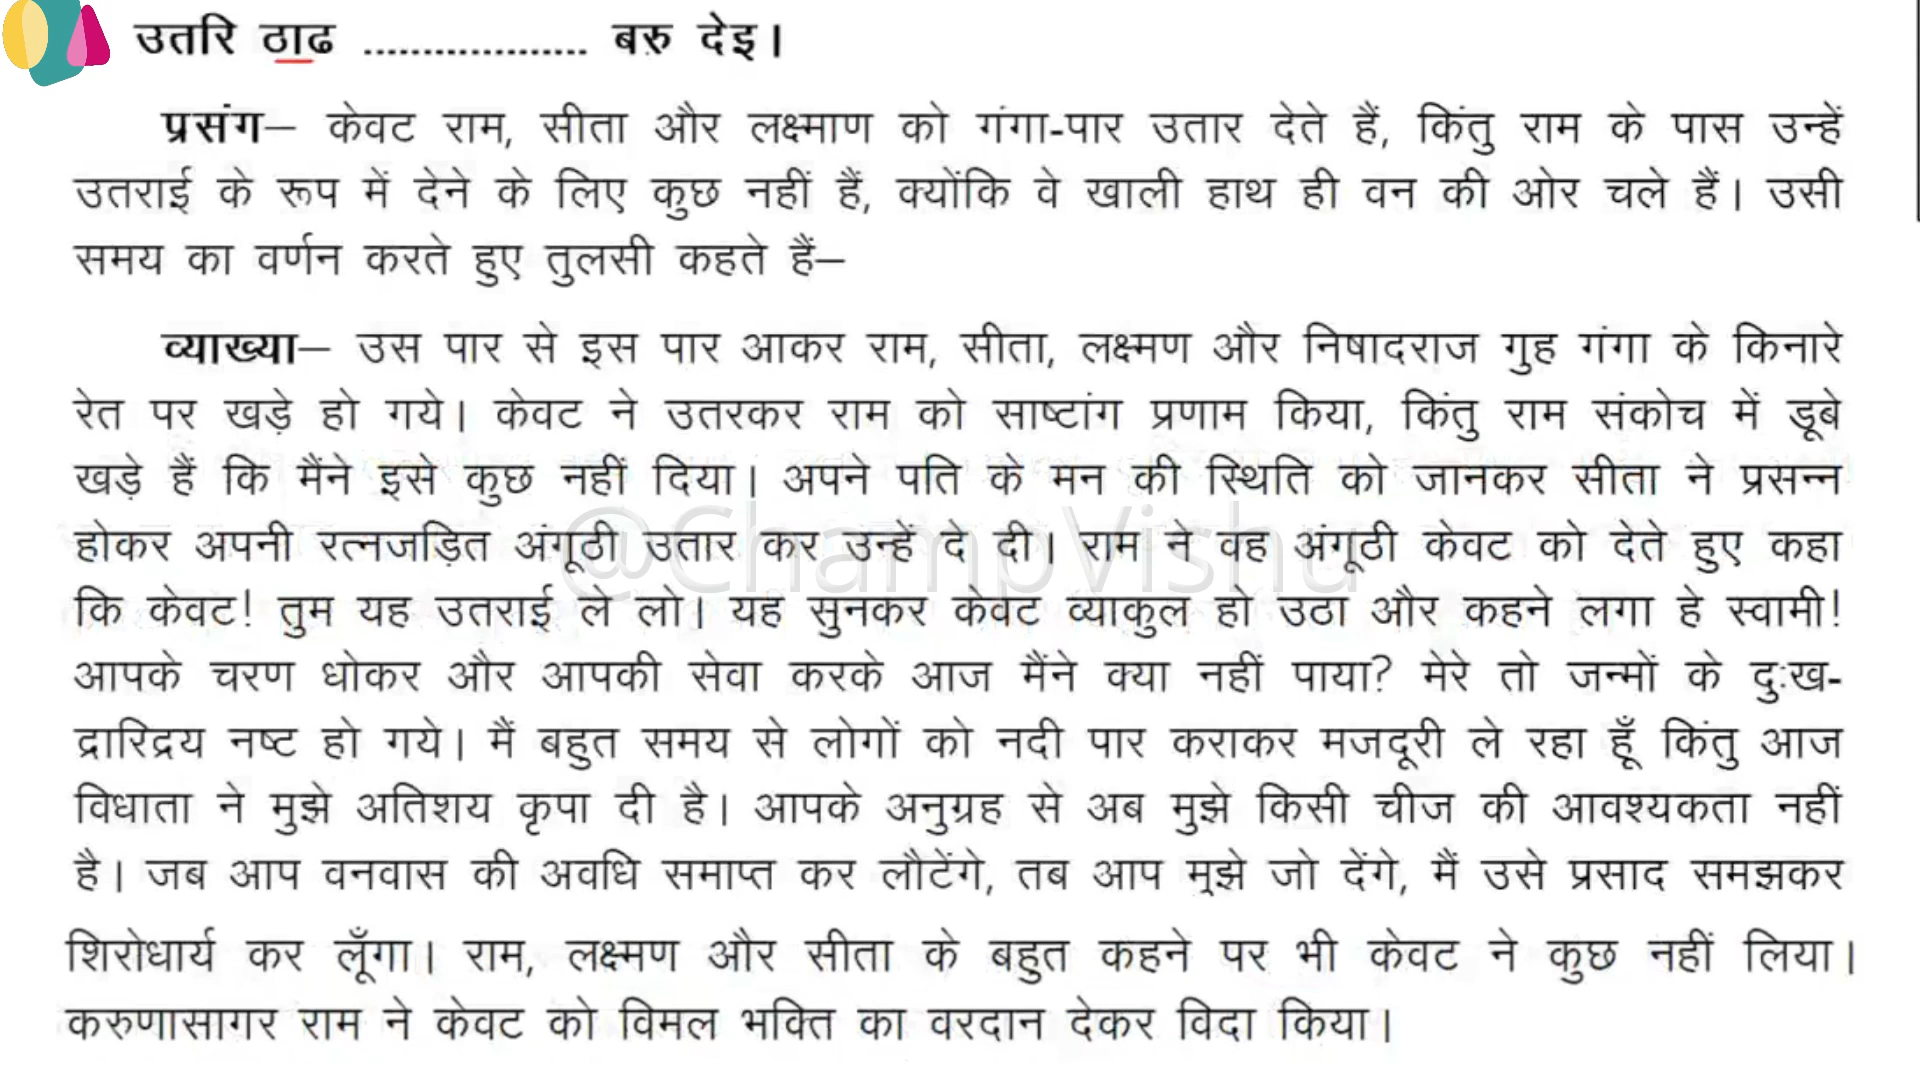 उतरि ठाढ ................... बरु देइ।
प्रसंग— केवट राम, सीता और लक्ष्माण को गंगा-पार उतार देते हैं, किंतु राम के पास उन्हें
उतराई के रूप में देने के लिए कुछ नहीं हैं, क्योंकि वे खाली हाथ ही वन की ओर चले हैं। उसी
समय का वर्णन करते हुए तुलसी कहते हैं—
व्याख्या— उस पार से इस पार आकर राम, सीता, लक्ष्मण और निषादराज गुह गंगा के किनारे
रेत पर खड़े हो गये। केवट ने उतरकर राम को साष्टांग प्रणाम किया, किंतु राम संकोच में डूबे
खड़े हैं कि मैंने इसे कुछ नहीं दिया। अपने पति के मन की स्थिति को जानकर सीता ने प्रसन्न
होकर अपनी रत्नजड़ित अंगूठी उतार कर उन्हें दे दी। राम ने वह अंगूठी केवट को देते हुए कहा
@ChampVishu
कि केवट! तुम यह उतराई ले लो। यह सुनकर केवट व्याकुल हो उठा और कहने लगा हे स्वामी!
आपके चरण धोकर और आपकी सेवा करके आज मैंने क्या नहीं पाया? मेरे तो जन्मों के दुःख-
द्रारिद्रय नष्ट हो गये। मैं बहुत समय से लोगों को नदी पार कराकर मजदूरी ले रहा हूँ किंतु आज
विधाता ने मुझे अतिशय कृपा दी है। आपके अनुग्रह से अब मुझे किसी चीज की आवश्यकता नहीं
है। जब आप वनवास की अवधि समाप्त कर लौटेंगे, तब आप मुझे जो देंगे, मैं उसे प्रसाद समझकर
शिरोधार्य कर लूँगा। राम, लक्ष्मण और सीता के बहुत कहने पर भी केवट ने कुछ नहीं लिया।
करुणासागर राम ने केवट को विमल भक्ति का वरदान देकर विदा किया।